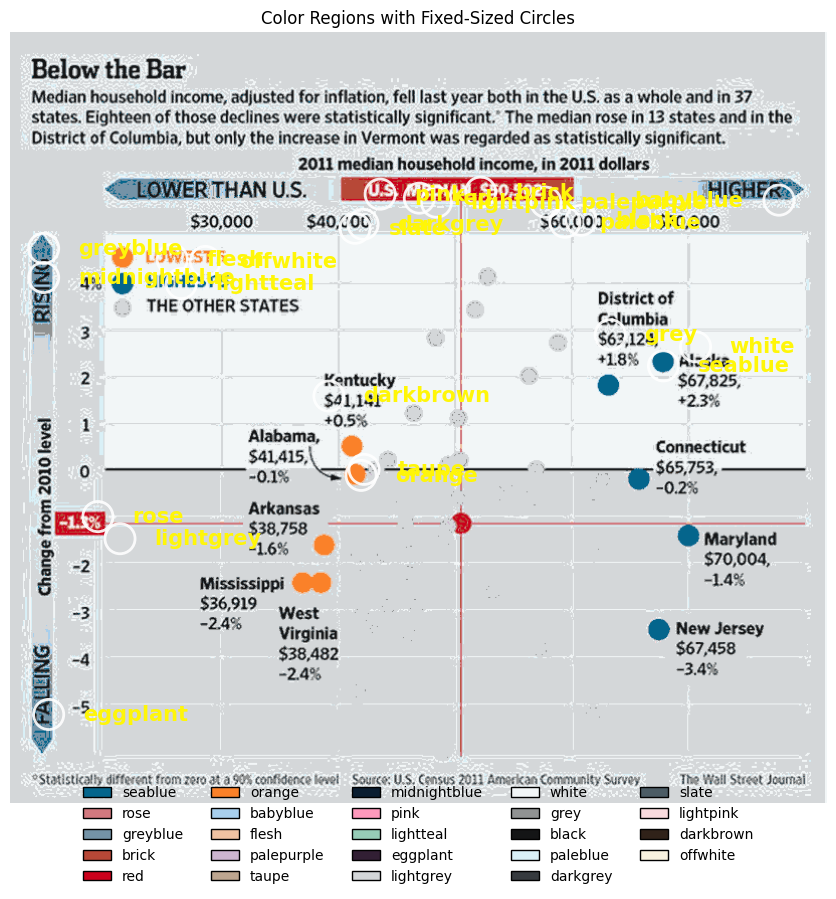 Color Regions with Fixed-Sized Circles
Below the Bar
Median household income, adjusted for inflation, fell last year both in the U.S. as a whole and in 37
states. Eighteen of those declines were statistically significant.° The median rose in 13 states and in the
District of Columbia, but only the increase in Vermont was regarded as statistically significant.
2011 median household income, in 2011 dollars
LOWER THAN U.S.
U.S. MEDIAN
HIGHER
brick
lightpink
palepurple
babyblue
$30,000
$40,000
$60,000
slate
darkgrey
black
paleblue
RISING
greyblue
LOWEST 5
flesh
offwhite
midnightblue
lightteal
4%
THE OTHER STATES
3
2
1
0
-2
-3
-4
-5
Change from 2010 level
FALLING
District of
Columbia
$63,124,
+1.8%
grey
white
seablue
Alaska
$67,825,
+2.3%
Kentucky
$41,141
+0.5%
darkbrown
Alabama,
$41,415,
-0.1%
taupe
orange
Connecticut
$65,753,
-0.2%
rose
lightgrey
Arkansas
$38,758
-1.6%
Maryland
$70,004,
-1.4%
Mississippi
$36,919
-2.4%
West
Virginia
$38,482
-2.4%
New Jersey
$67,458
-3.4%
eggplant
°Statistically different from zero at a 90% confidence level
Source: U.S. Census 2011 American Community Survey
The Wall Street Journal
seablue
rose
greyblue
brick
red
orange
babyblue
flesh
palepurple
taupe
midnightblue
pink
lightteal
eggplant
lightgrey
white
grey
black
paleblue
darkgrey
slate
lightpink
darkbrown
offwhite